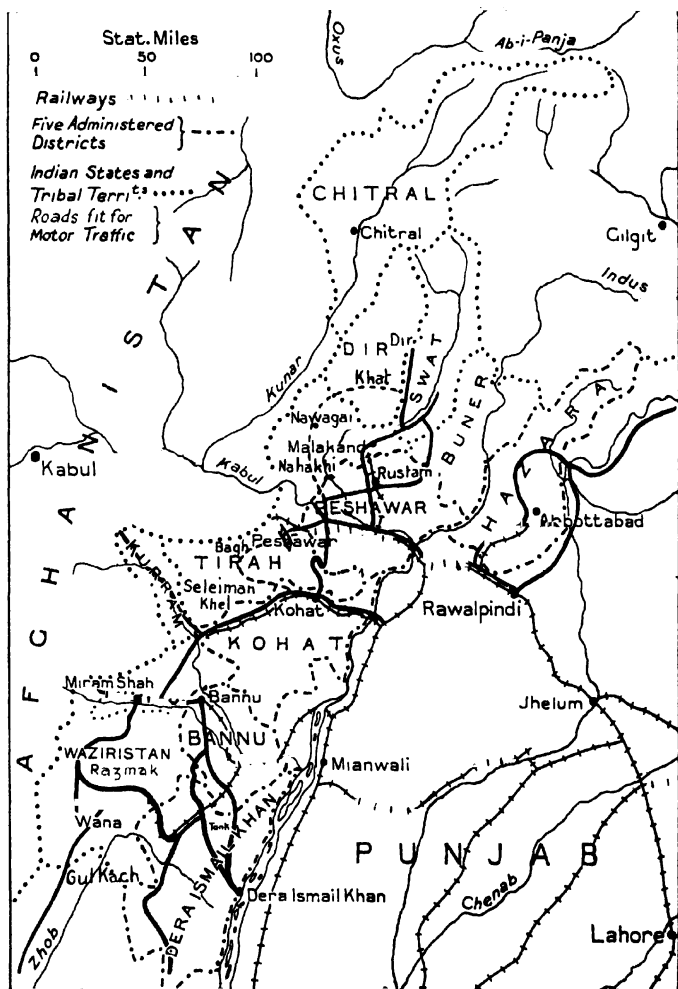 Stat. Miles
0 50 100
Railways
Five Administered
Districts
Indian States and
Tribal Territs
Roads fit for
Motor Traffic
Oxus
Ab-i-Panja
CHITRAL
Chitral
Gilgit
Indus
AFGHANISTAN
Kunar
DIR
Dir
Khat
SWAT
BUNER
HAZARA
Nawagai
Malakand
Nahakhi
Rustam
Kabul
Kabul
PESHAWAR
Peshawar
Abbottabad
KURRAM
Bagh
TIRAH
Seleiman
Khel
Kohat
KOHAT
Rawalpindi
Miram Shah
Bannu
BANNU
Jhelum
WAZIRISTAN
Razmak
Mianwali
Wána
Tank
PUNJAB
Gul Kach
DERA ISMAIL KHAN
Dera Ismail Khan
Chenab
Zhob
Lahore